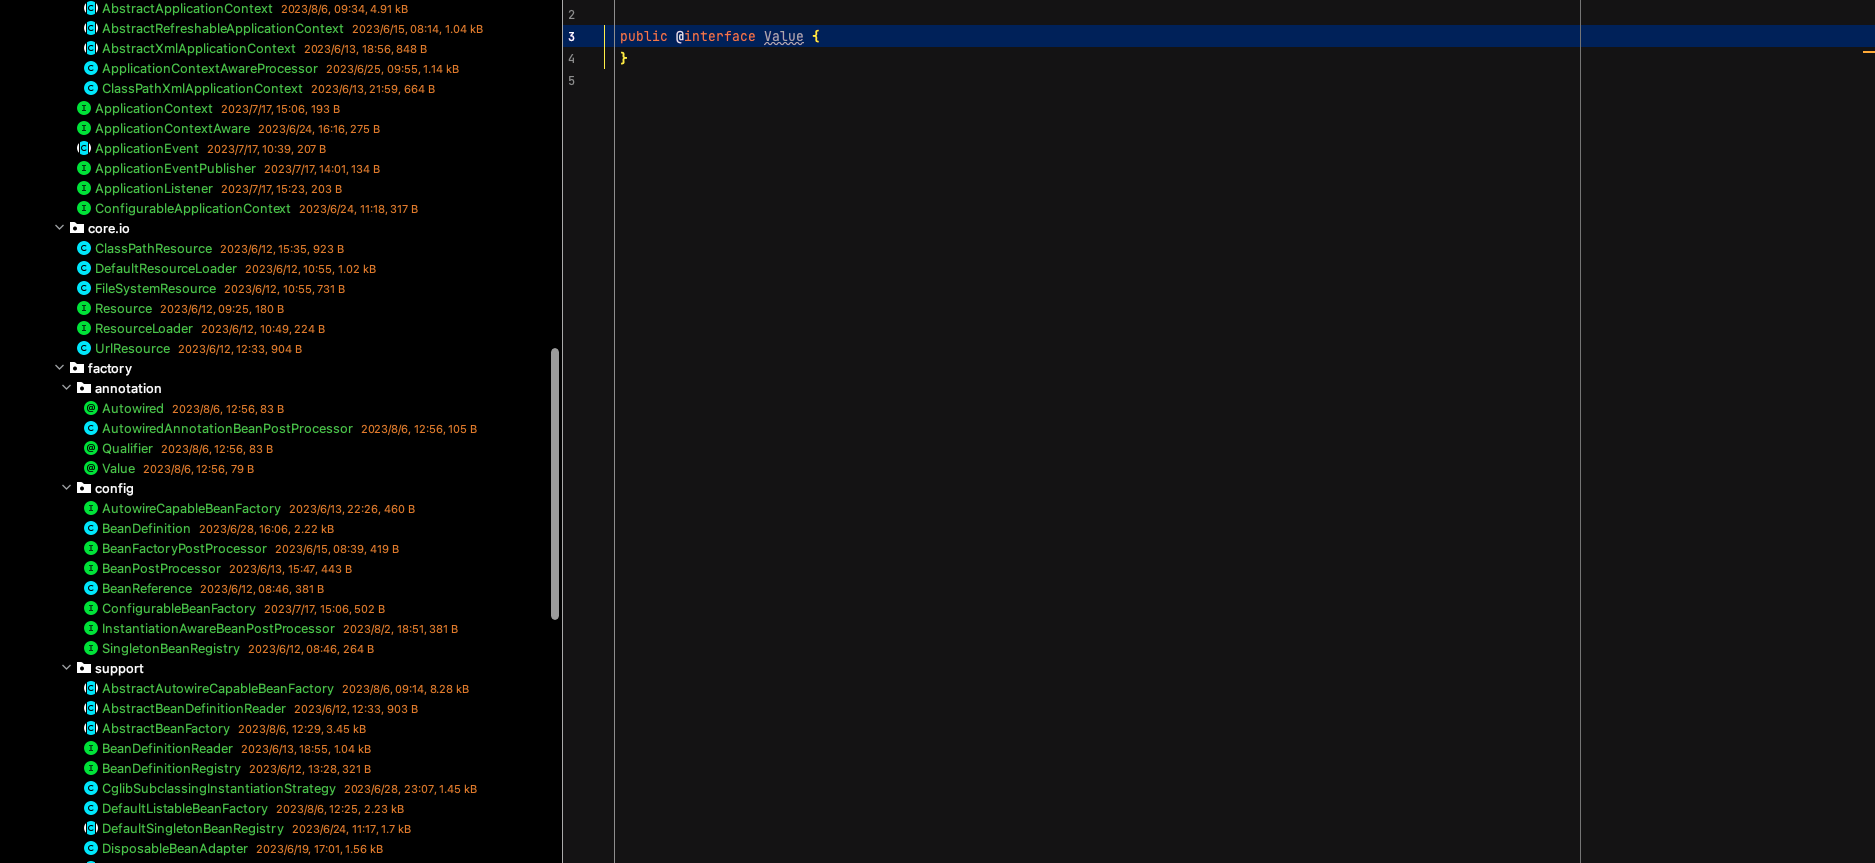 AbstractApplicationContext 2023/8/6, 09:34, 4.91 kB
AbstractRefreshableApplicationContext 2023/6/15, 08:14, 1.04 kB
AbstractXmlApplicationContext 2023/6/13, 18:56, 848 B
ApplicationContextAwareProcessor 2023/6/25, 09:55, 1.14 kB
ClassPathXmlApplicationContext 2023/6/13, 21:59, 664 B
ApplicationContext 2023/7/17, 15:06, 193 B
ApplicationContextAware 2023/6/24, 16:16, 275 B
ApplicationEvent 2023/7/17, 10:39, 207 B
ApplicationEventPublisher 2023/7/17, 14:01, 134 B
ApplicationListener 2023/7/17, 15:23, 203 B
ConfigurableApplicationContext 2023/6/24, 11:18, 317 B
core.io
ClassPathResource 2023/6/12, 15:35, 923 B
DefaultResourceLoader 2023/6/12, 10:55, 1.02 kB
FileSystemResource 2023/6/12, 10:55, 731 B
Resource 2023/6/12, 09:25, 180 B
ResourceLoader 2023/6/12, 10:49, 224 B
UrlResource 2023/6/12, 12:33, 904 B
factory
annotation
Autowired 2023/8/6, 12:56, 83 B
AutowiredAnnotationBeanPostProcessor 2023/8/6, 12:56, 105 B
Qualifier 2023/8/6, 12:56, 83 B
Value 2023/8/6, 12:56, 79 B
config
AutowireCapableBeanFactory 2023/6/13, 22:26, 460 B
BeanDefinition 2023/6/28, 16:06, 2.22 kB
BeanFactoryPostProcessor 2023/6/15, 08:39, 419 B
BeanPostProcessor 2023/6/13, 15:47, 443 B
BeanReference 2023/6/12, 08:46, 381 B
ConfigurableBeanFactory 2023/7/17, 15:06, 502 B
InstantiationAwareBeanPostProcessor 2023/8/2, 18:51, 381 B
SingletonBeanRegistry 2023/6/12, 08:46, 264 B
support
AbstractAutowireCapableBeanFactory 2023/8/6, 09:14, 8.28 kB
AbstractBeanDefinitionReader 2023/6/12, 12:33, 903 B
AbstractBeanFactory 2023/8/6, 12:29, 3.45 kB
BeanDefinitionReader 2023/6/13, 18:55, 1.04 kB
BeanDefinitionRegistry 2023/6/12, 13:28, 321 B
CglibSubclassingInstantiationStrategy 2023/6/28, 23:07, 1.45 kB
DefaultListableBeanFactory 2023/8/6, 12:25, 2.23 kB
DefaultSingletonBeanRegistry 2023/6/24, 11:17, 1.7 kB
DisposableBeanAdapter 2023/6/19, 17:01, 1.56 kB
2
3 public @interface Value {
4 }
5